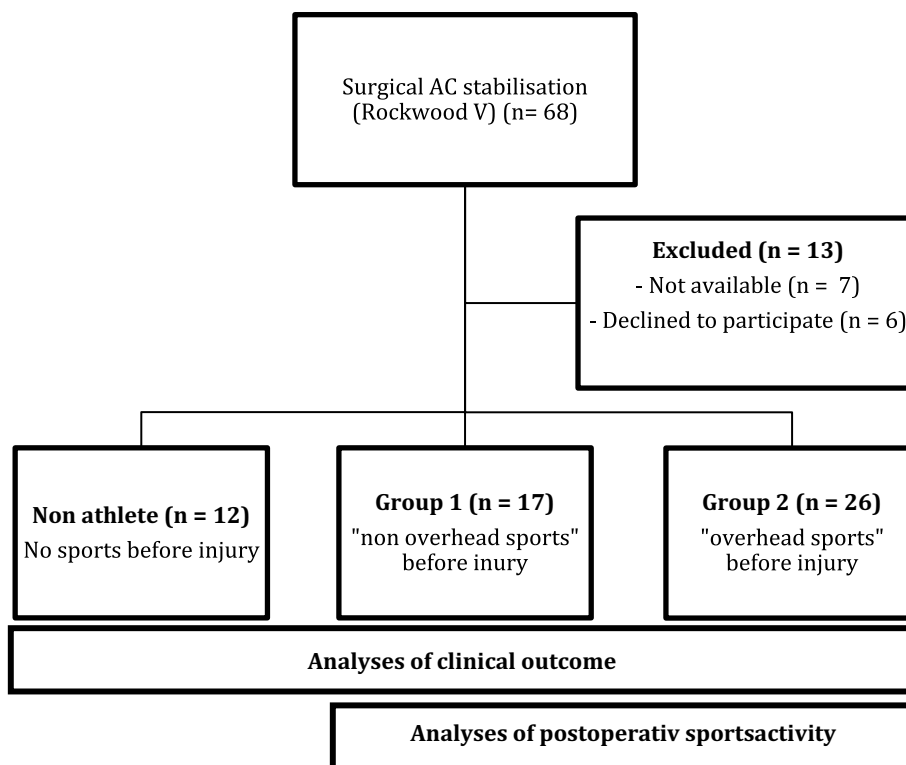 Surgical AC stabilisation
(Rockwood V) (n= 68)
Excluded (n = 13)
- Not available (n =  7)
- Declined to participate (n = 6)
Non athlete (n = 12)
No sports before injury
Group 1 (n = 17)
"non overhead sports"
before inury
Group 2 (n = 26)
"overhead sports"
before injury
Analyses of clinical outcome
Analyses of postoperativ sportsactivity